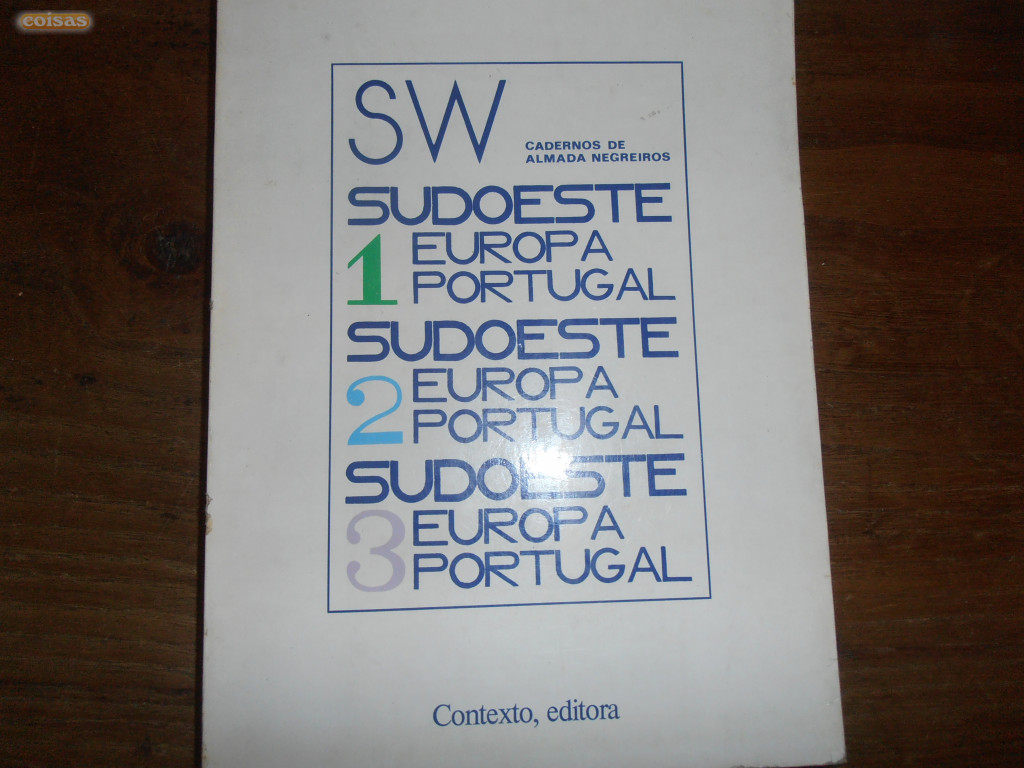 coisas
SW
CADERNOS DE
ALMADA NEGREIROS
SUDOESTE
1 EUROPA
PORTUGAL
SUDOESTE
2 EUROPA
PORTUGAL
SUDOESTE
3 EUROPA
PORTUGAL
Contexto, editora